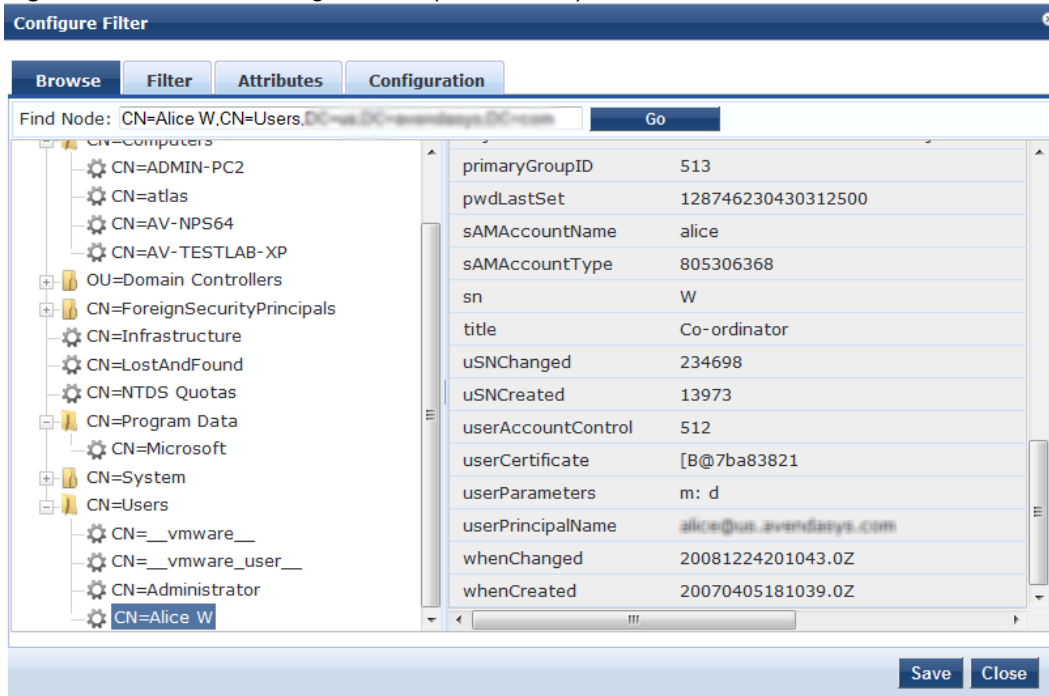 Configure Filter
Browse Filter Attributes Configuration
Find Node: CN=Alice W,CN=Users, Go
CN=Computers
CN=ADMIN-PC2
CN=atlas
CN=AV-NPS64
CN=AV-TESTLAB-XP
OU=Domain Controllers
CN=ForeignSecurityPrincipals
CN=Infrastructure
CN=LostAndFound
CN=NTDS Quotas
CN=Program Data
CN=Microsoft
CN=System
CN=Users
CN=__vmware__
CN=__vmware_user__
CN=Administrator
CN=Alice W
primaryGroupID 513
pwdLastSet 128746230430312500
sAMAccountName alice
sAMAccountType 805306368
sn W
title Co-ordinator
uSNChanged 234698
uSNCreated 13973
userAccountControl 512
userCertificate [B@7ba83821
userParameters m: d
userPrincipalName
whenChanged 20081224201043.0Z
whenCreated 20070405181039.0Z
Save Close